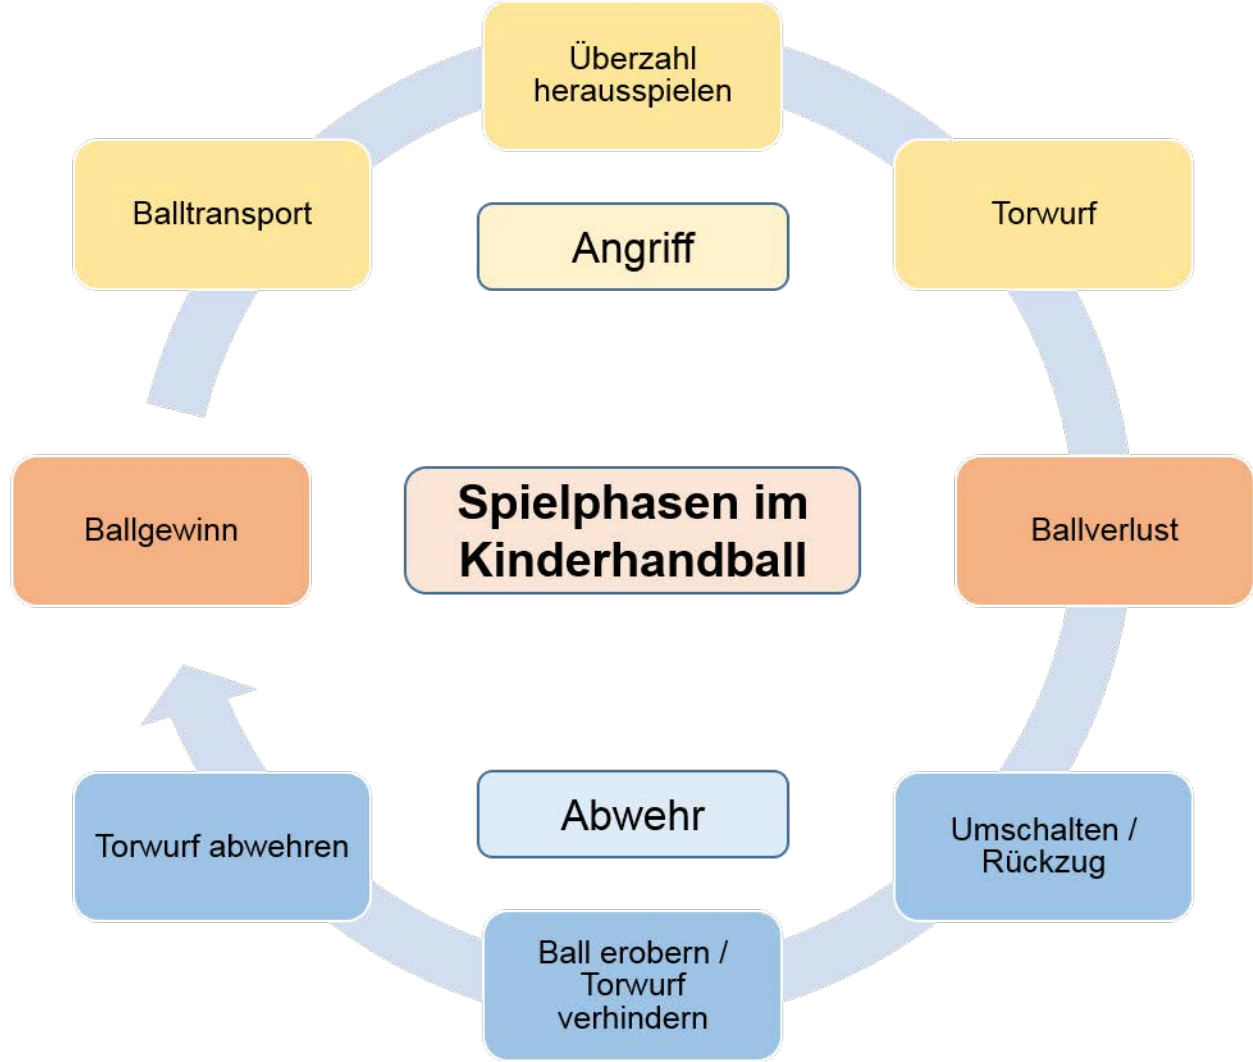 Überzahl
herausspielen
Balltransport
Torwurf
Angriff
Ballgewinn
Spielphasen im
Kinderhandball
Ballverlust
Torwurf abwehren
Abwehr
Umschalten /
Rückzug
Ball erobern /
Torwurf
verhindern